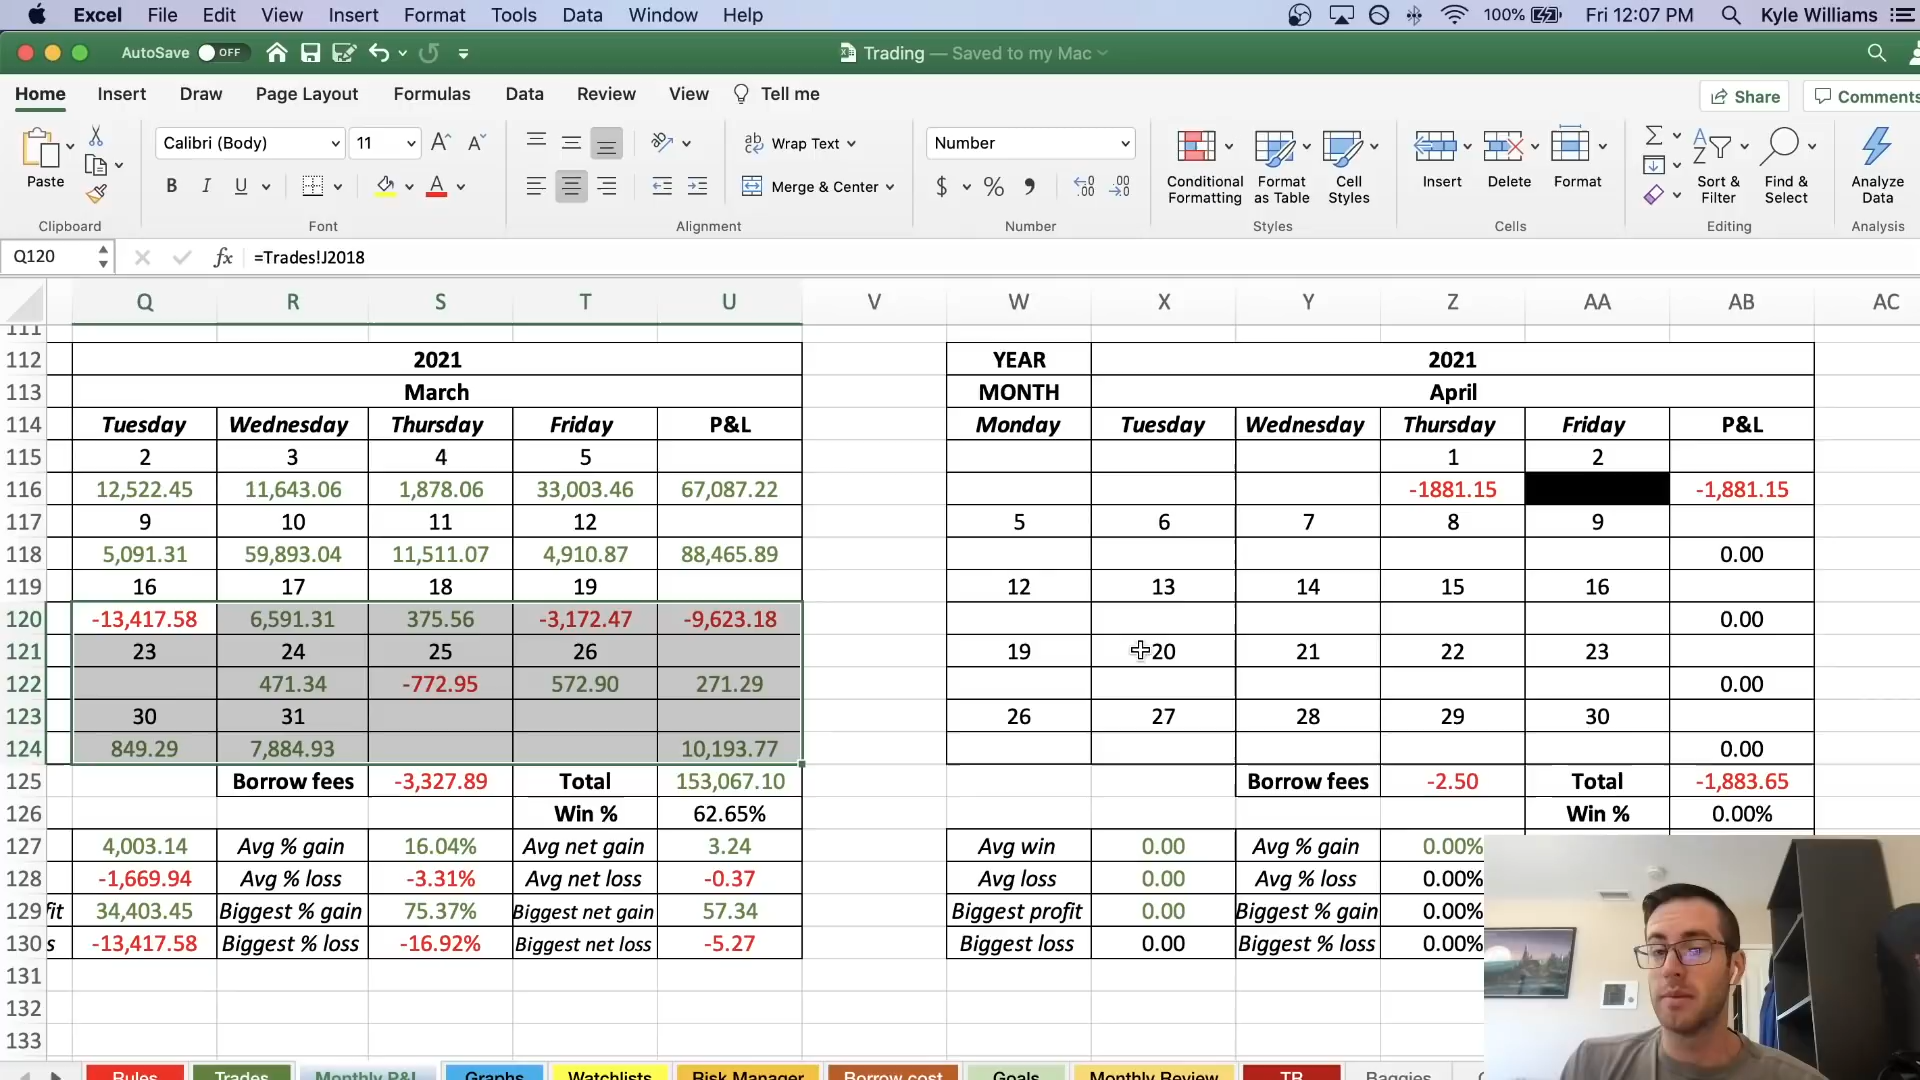 Excel File Edit View Insert Format Tools Data Window Help 100% Fri 12:07 PM Kyle Williams
AutoSave OFF Trading — Saved to my Mac
Home Insert Draw Page Layout Formulas Data Review View Tell me Share Comments
Calibri (Body) 11 Wrap Text Number
Paste B I U Merge & Center $ % Conditional Formatting Format as Table Cell Styles Insert Delete Format Sort & Filter Find & Select Analyze Data
Clipboard Font Alignment Number Styles Cells Editing Analysis
Q120 fx =Trades!J2018
Q R S T U V W X Y Z AA AB AC
111
112 2021 YEAR 2021
113 March MONTH April
114 Tuesday Wednesday Thursday Friday P&L Monday Tuesday Wednesday Thursday Friday P&L
115 2 3 4 5 1 2
116 12,522.45 11,643.06 1,878.06 33,003.46 67,087.22 -1881.15 -1,881.15
117 9 10 11 12 5 6 7 8 9
118 5,091.31 59,893.04 11,511.07 4,910.87 88,465.89 0.00
119 16 17 18 19 12 13 14 15 16
120 -13,417.58 6,591.31 375.56 -3,172.47 -9,623.18 0.00
121 23 24 25 26 19 20 21 22 23
122 471.34 -772.95 572.90 271.29 0.00
123 30 31 26 27 28 29 30
124 849.29 7,884.93 10,193.77 0.00
125 Borrow fees -3,327.89 Total 153,067.10 Borrow fees -2.50 Total -1,883.65
126 Win % 62.65% Win % 0.00%
127 4,003.14 Avg % gain 16.04% Avg net gain 3.24 Avg win 0.00 Avg % gain 0.00%
128 -1,669.94 Avg % loss -3.31% Avg net loss -0.37 Avg loss 0.00 Avg % loss 0.00%
129 fit 34,403.45 Biggest % gain 75.37% Biggest net gain 57.34 Biggest profit 0.00 Biggest % gain 0.00%
130 s -13,417.58 Biggest % loss -16.92% Biggest net loss -5.27 Biggest loss 0.00 Biggest % loss 0.00%
131
132
133
Rules Trades Monthly P&L Graphs Watchlists Risk Manager Borrow cost Goals Monthly Review TR Baggies